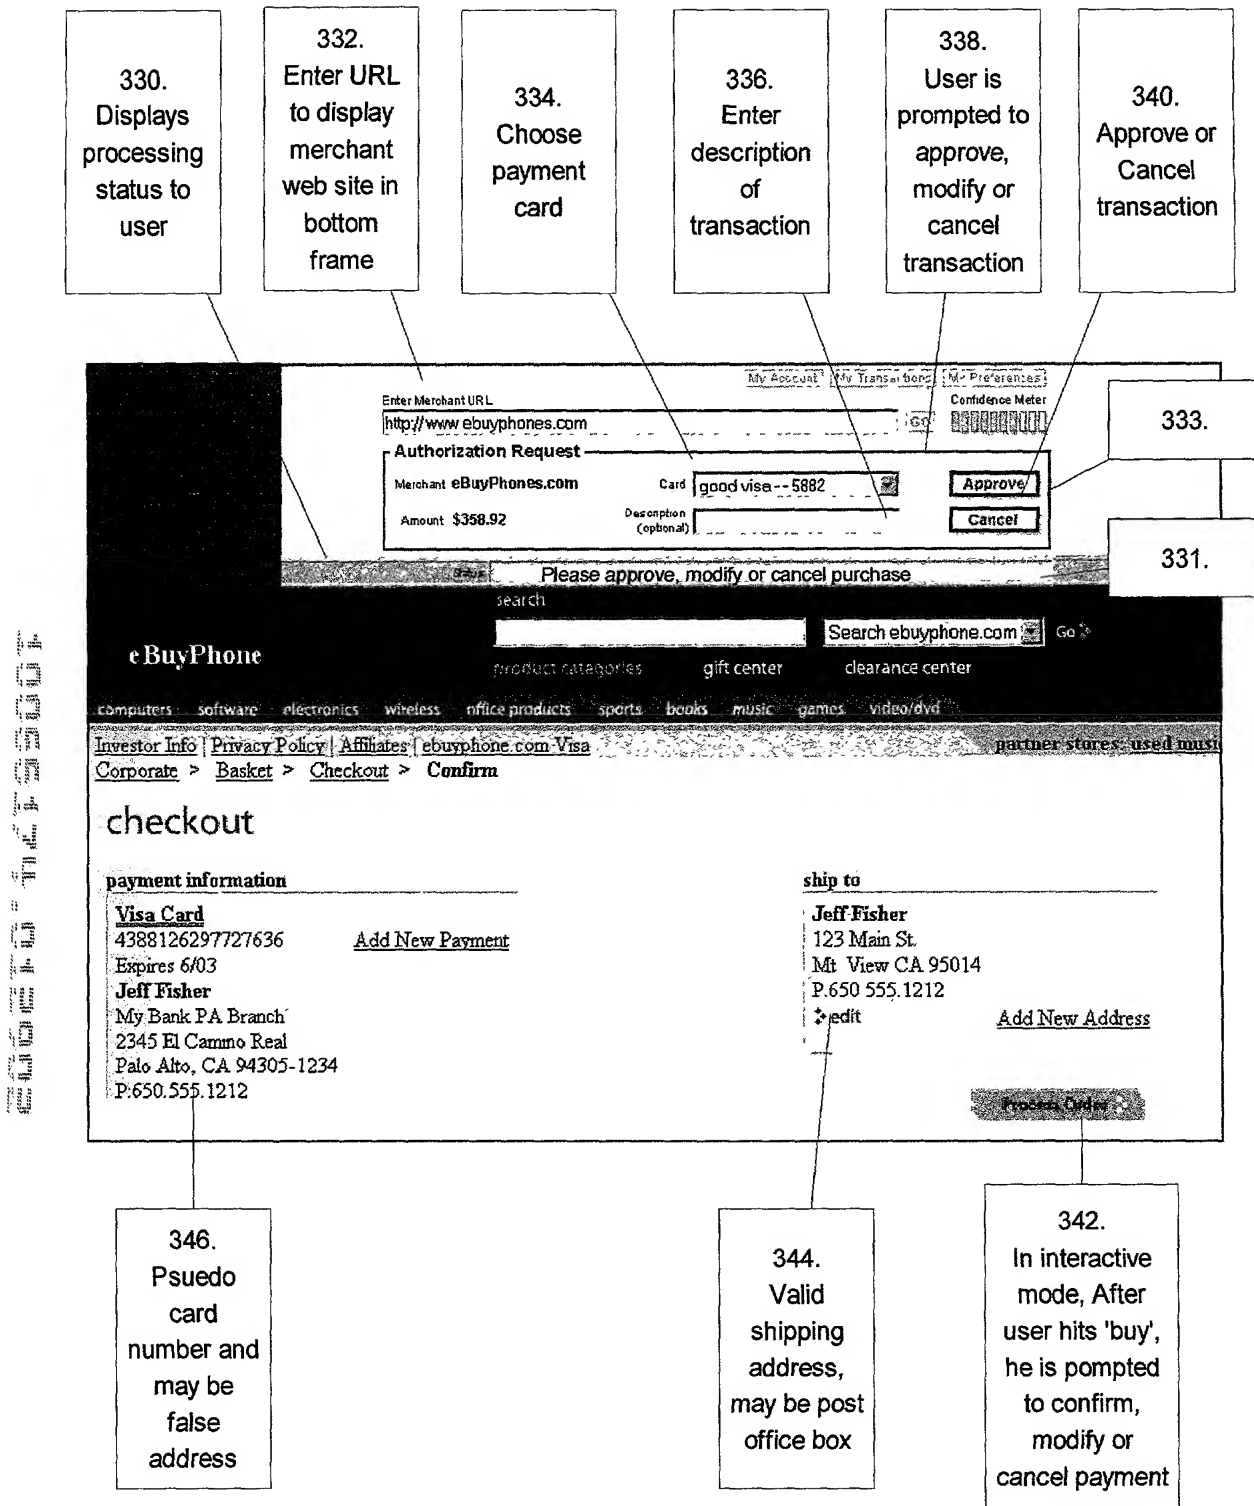 330.
Displays
processing
status to
user
332.
Enter URL
to display
merchant
web site in
bottom
frame
334.
Choose
payment
card
336.
Enter
description
of
transaction
338.
User is
prompted to
approve,
modify or
cancel
transaction
340.
Approve or
Cancel
transaction
My Account My Transactions My Preferences
Enter Merchant URL
Confidence Meter
http://www ebuyphones.com
GO
333.
Authorization Request
Merchant eBuyPhones.com
Card good visa -- 5882
Approve
Amount $358.92
Description (optional)
Cancel
331.
Status
Please approve, modify or cancel purchase
search
Search ebuyphone.com Go
eBuyPhone
product categories gift center clearance center
computers software electronics wireless office products sports books music games video/dvd
Investor Info | Privacy Policy | Affiliates | ebuyphone.com Visa
partner stores: used musi
Corporate > Basket > Checkout > Confirm
checkout
payment information
Visa Card
4388126297727636 Add New Payment
Expires 6/03
Jeff Fisher
My Bank PA Branch
2345 El Camino Real
Palo Alto, CA 94305-1234
P:650.555.1212
ship to
Jeff Fisher
123 Main St.
Mt View CA 95014
P.650 555.1212
edit Add New Address
Process Order
346.
Psuedo
card
number and
may be
false
address
344.
Valid
shipping
address,
may be post
office box
342.
In interactive
mode, After
user hits 'buy',
he is pompted
to confirm,
modify or
cancel payment